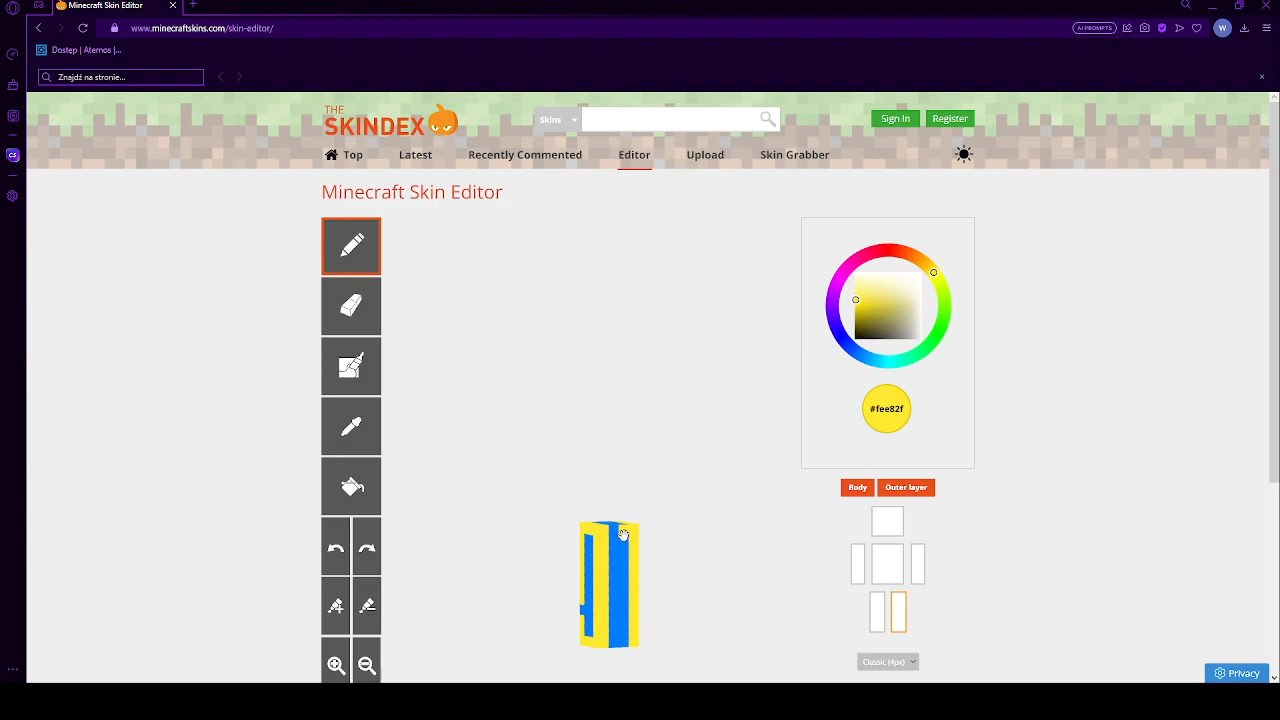 Minecraft Skin Editor
www.minecraftskins.com/skin-editor/
AI PROMPTS
W
Dostęp | Aternos |...
Znajdź na stronie...
CS
THE
SKINDEX
Skins
Sign In
Register
Top
Latest
Recently Commented
Editor
Upload
Skin Grabber
Minecraft Skin Editor
#fee82f
Body
Outer layer
Classic (4px)
Privacy